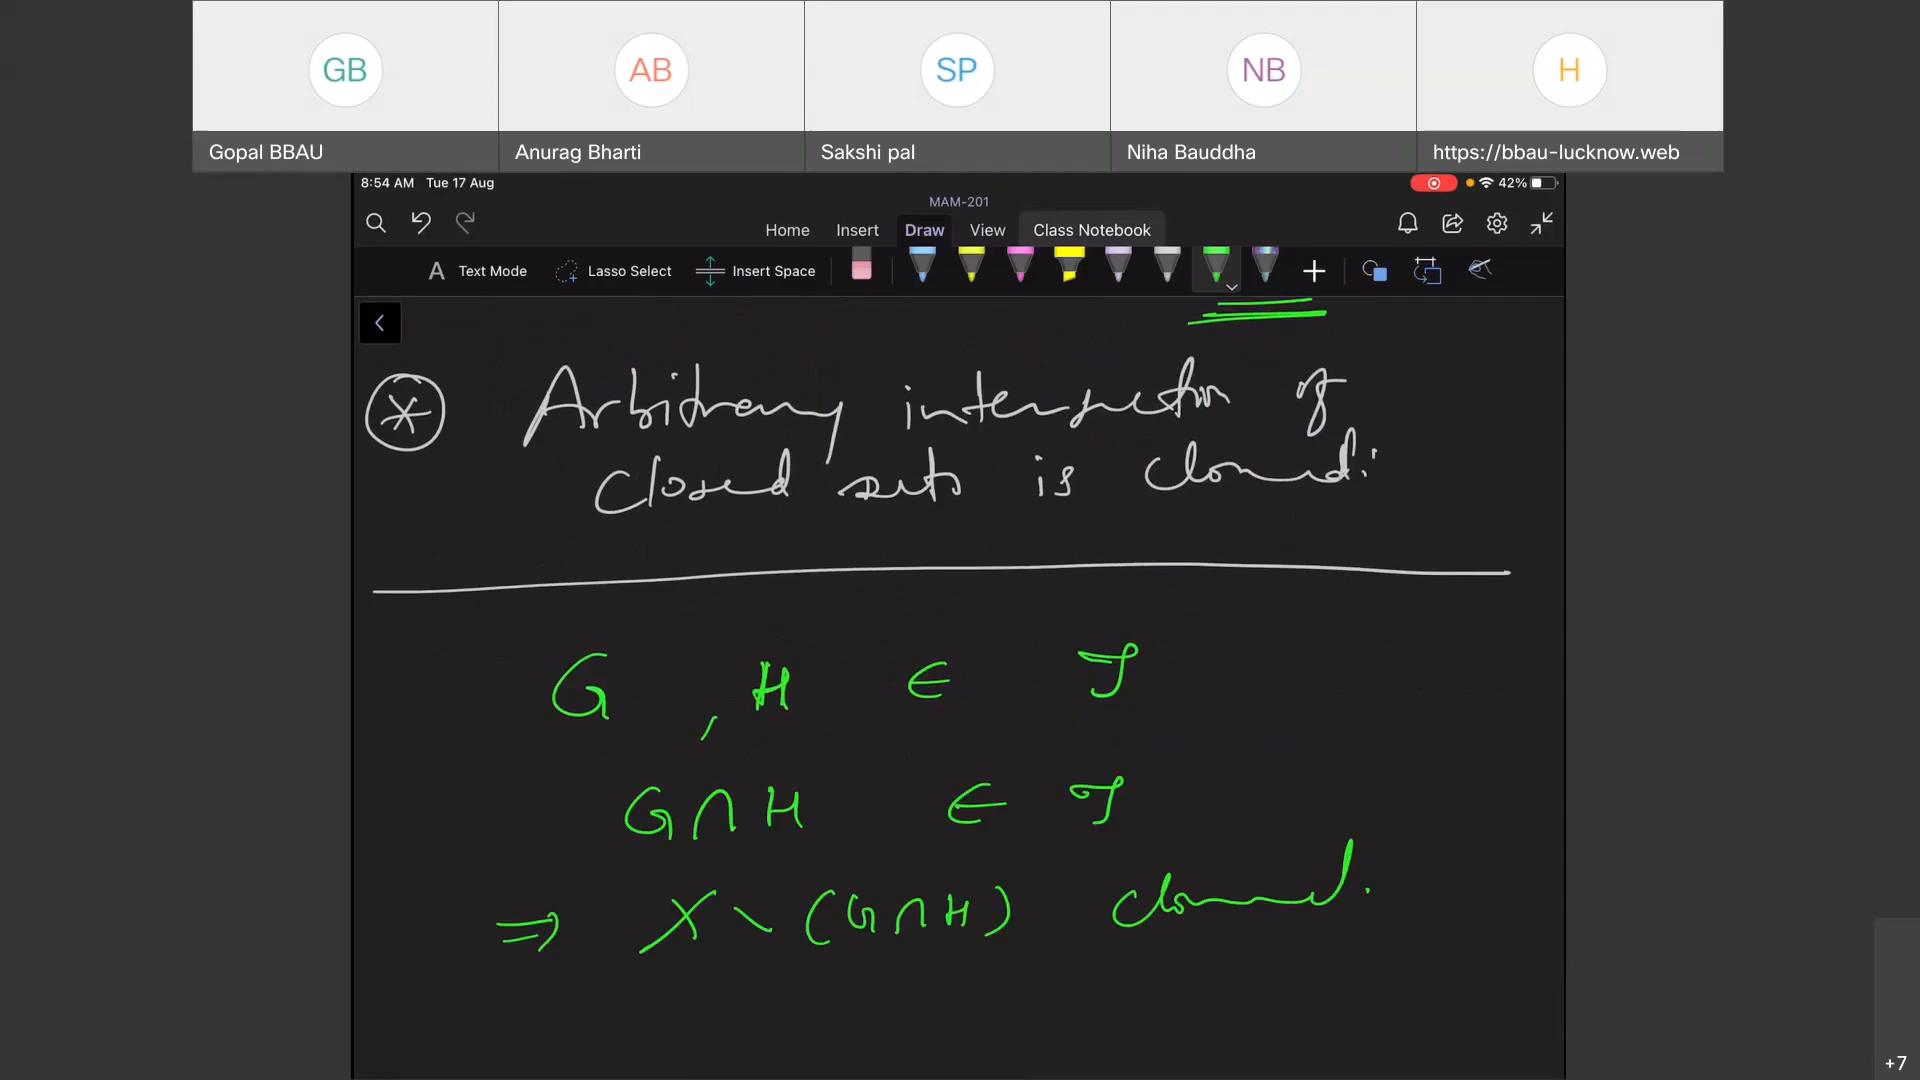 GB AB SP NB H
Gopal BBAU Anurag Bharti Sakshi pal Niha Bauddha https://bbau-lucknow.web
8:54 AM Tue 17 Aug 42%
MAM-201
Home Insert Draw View Class Notebook
A Text Mode Lasso Select Insert Space
Arbitrary intersection of
closed sets is closed.
G , H ∈ 𝒯
G ∩ H ∈ 𝒯
⇒ X \ (G ∩ H) closed.
+7